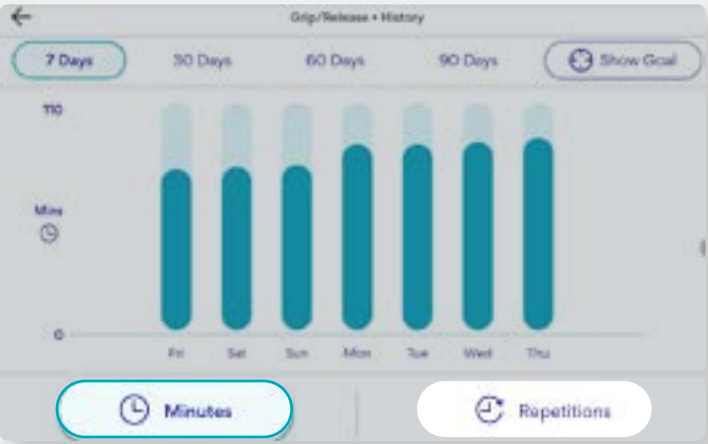 Grip/Release • History
7 Days 30 Days 60 Days 90 Days Show Goal
110
Mins
0
Fri Sat Sun Mon Tue Wed Thu
Minutes Repetitions